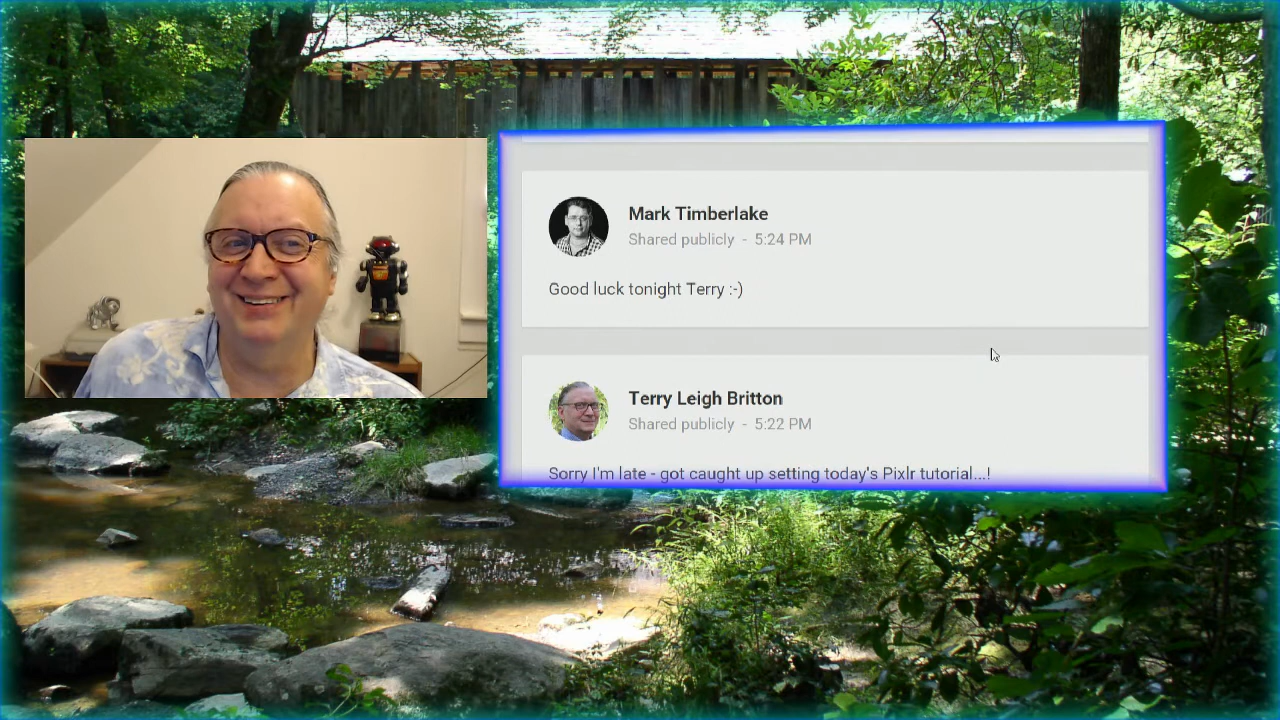 Mark Timberlake
Shared publicly - 5:24 PM
Good luck tonight Terry :-)
Terry Leigh Britton
Shared publicly - 5:22 PM
Sorry I'm late - got caught up setting today's Pixlr tutorial...!